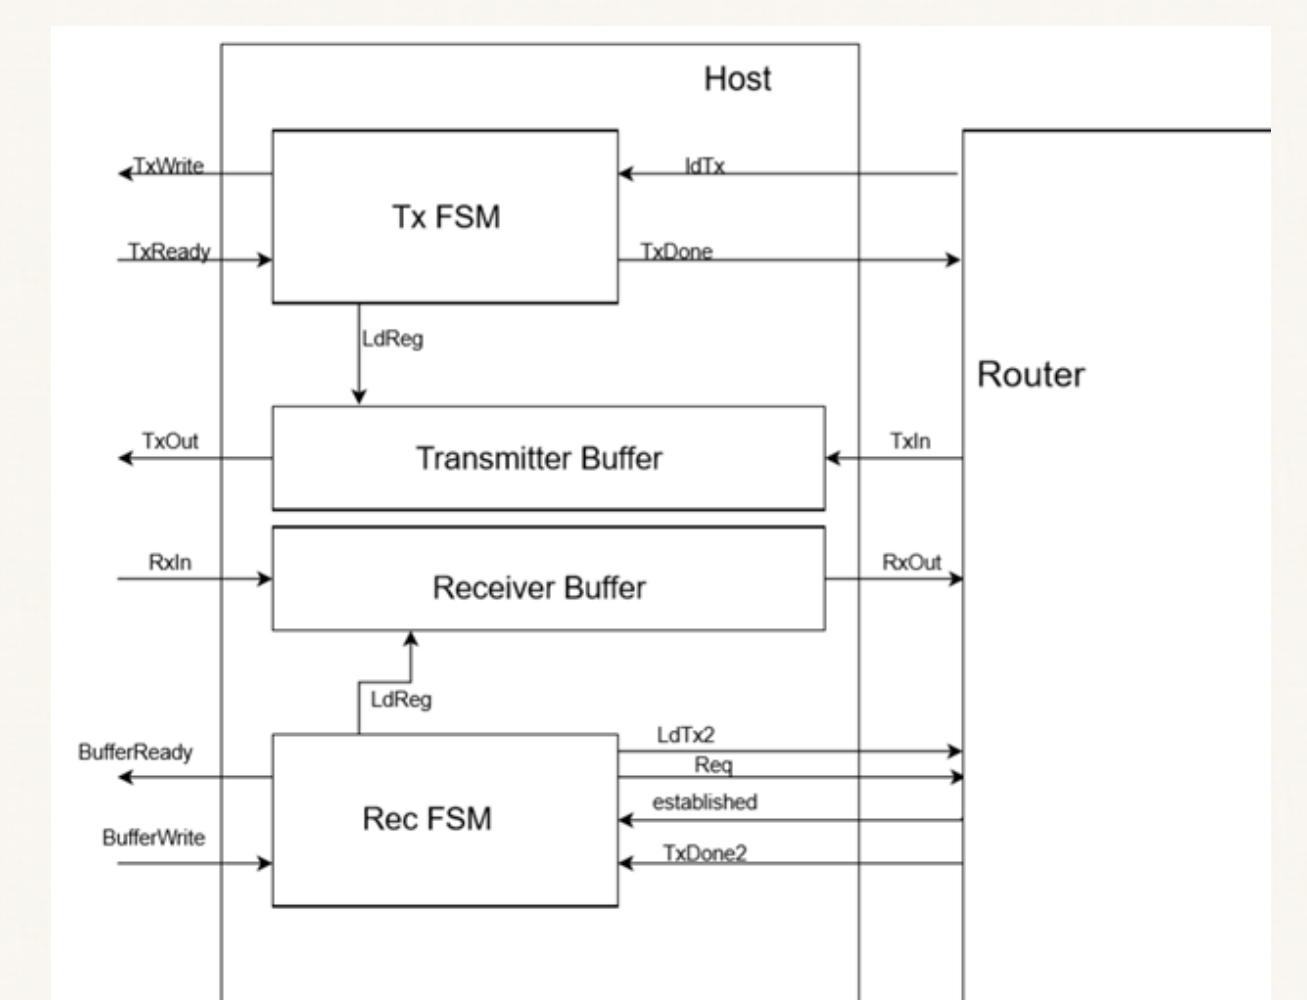 Host
TxWrite
ldTx
Tx FSM
TxReady
TxDone
LdReg
Router
TxOut
Transmitter Buffer
TxIn
RxIn
Receiver Buffer
RxOut
LdReg
BufferReady
LdTx2
Req
Rec FSM
established
BufferWrite
TxDone2